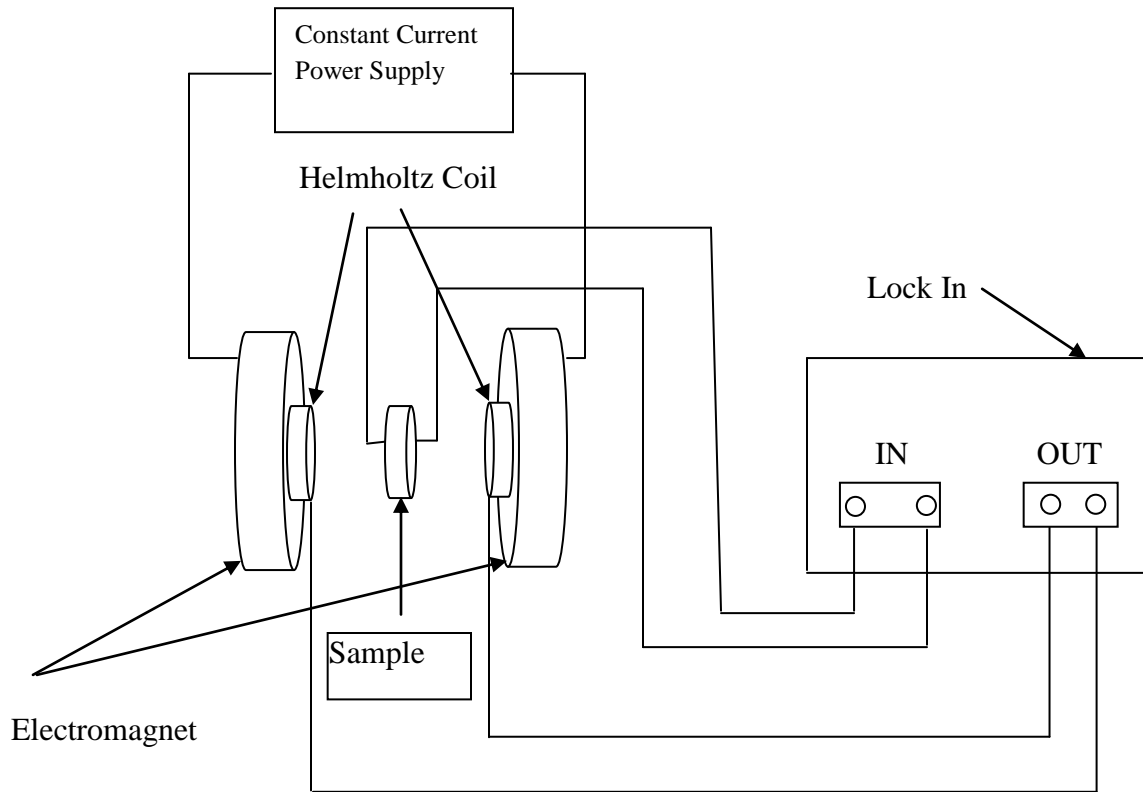 Constant Current
Power Supply
Helmholtz Coil
Lock In
IN
OUT
Sample
Electromagnet